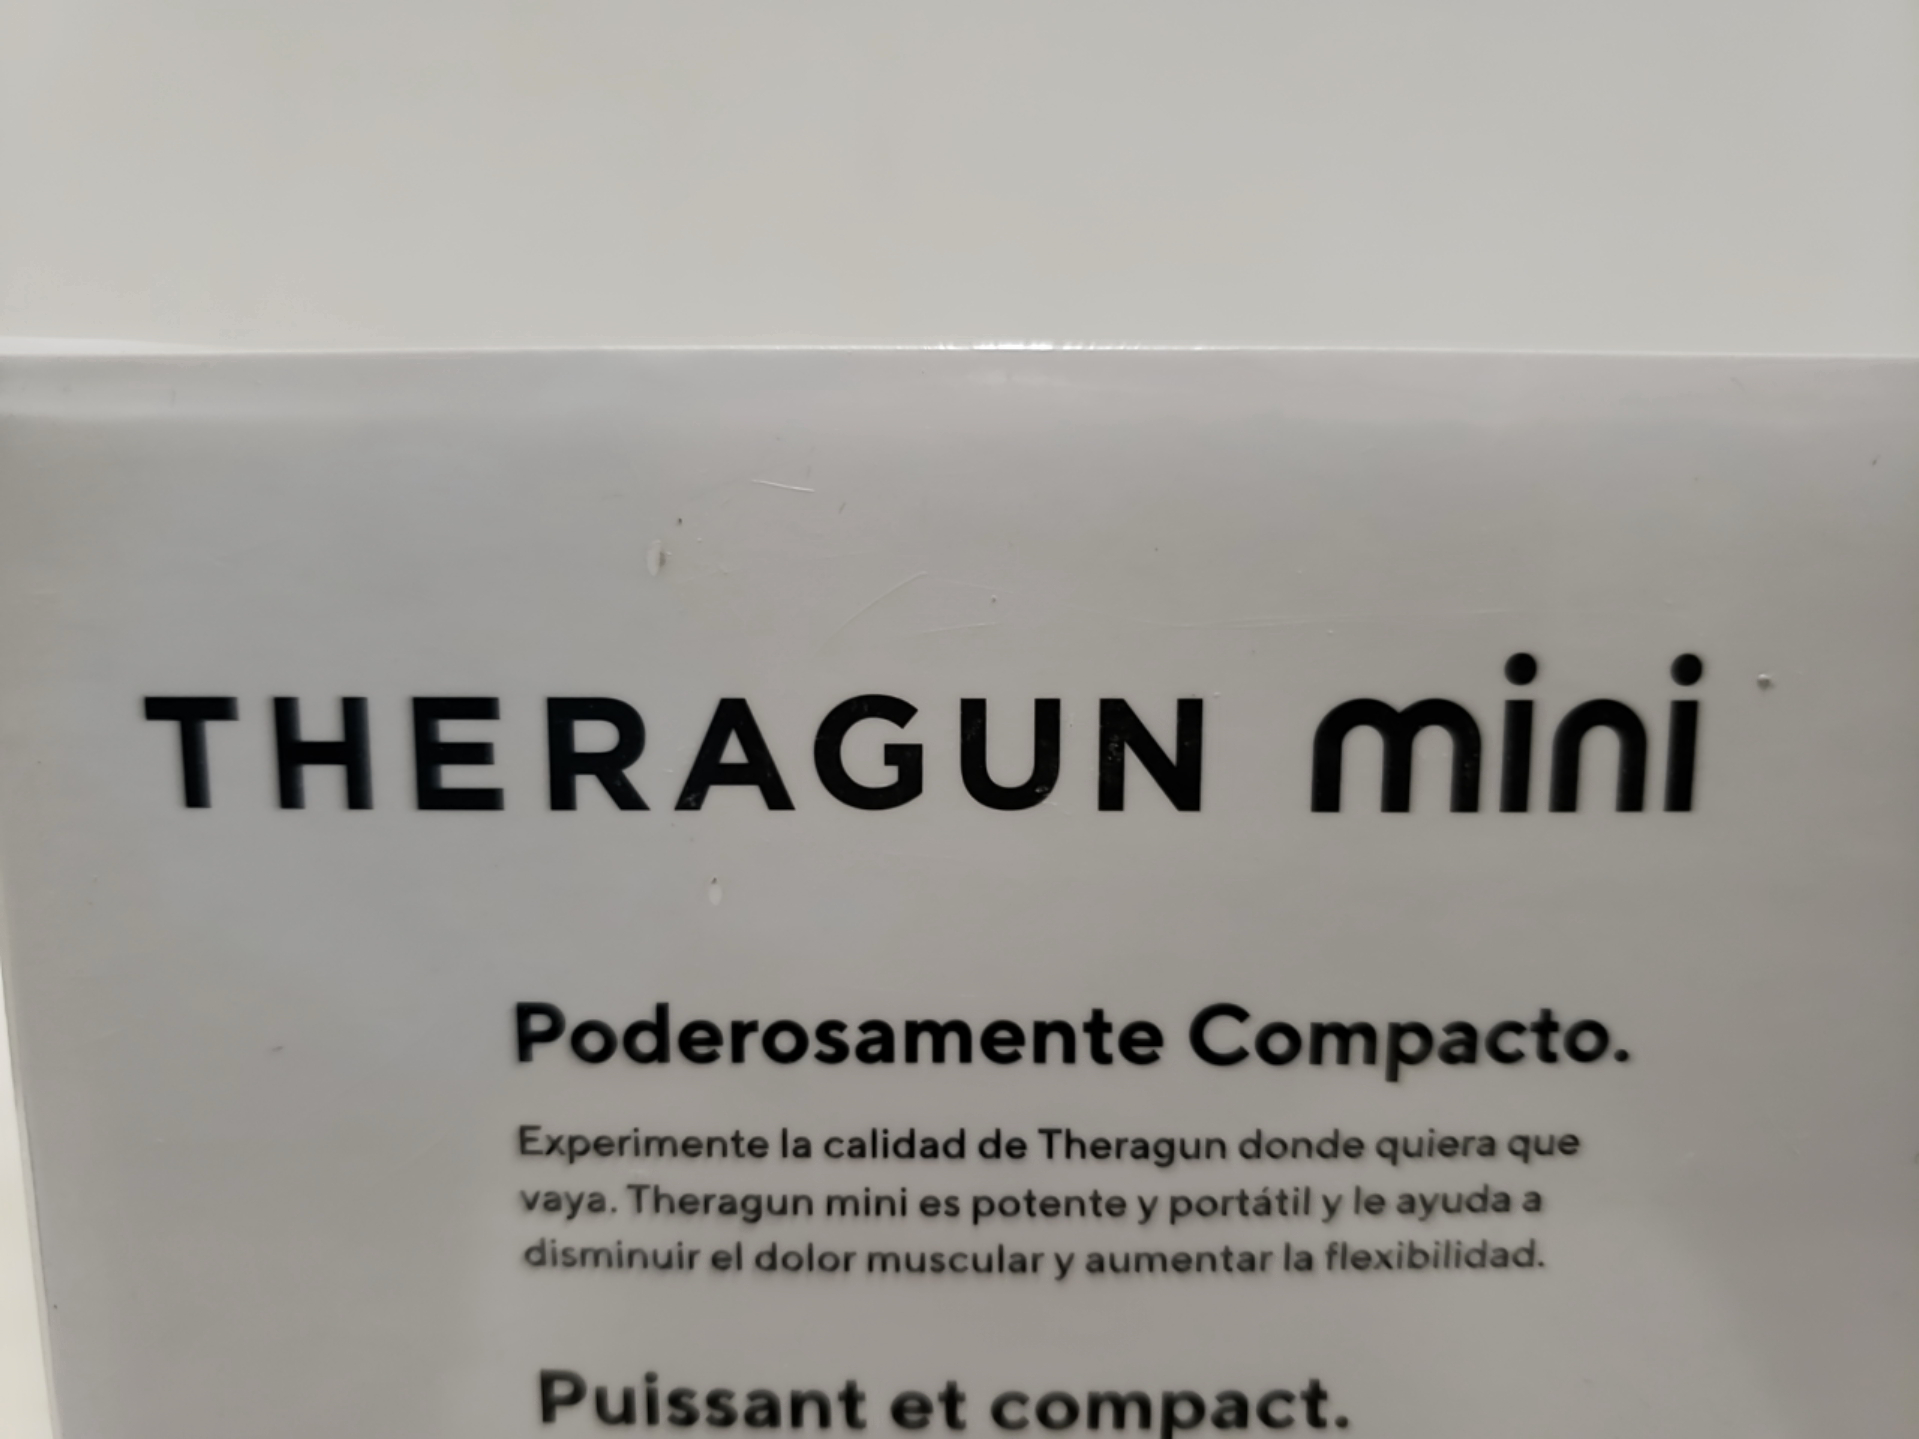 THERAGUN mini
Poderosamente Compacto.
Experimente la calidad de Theragun donde quiera que
vaya. Theragun mini es potente y portátil y le ayuda a
disminuir el dolor muscular y aumentar la flexibilidad.
Puissant et compact.